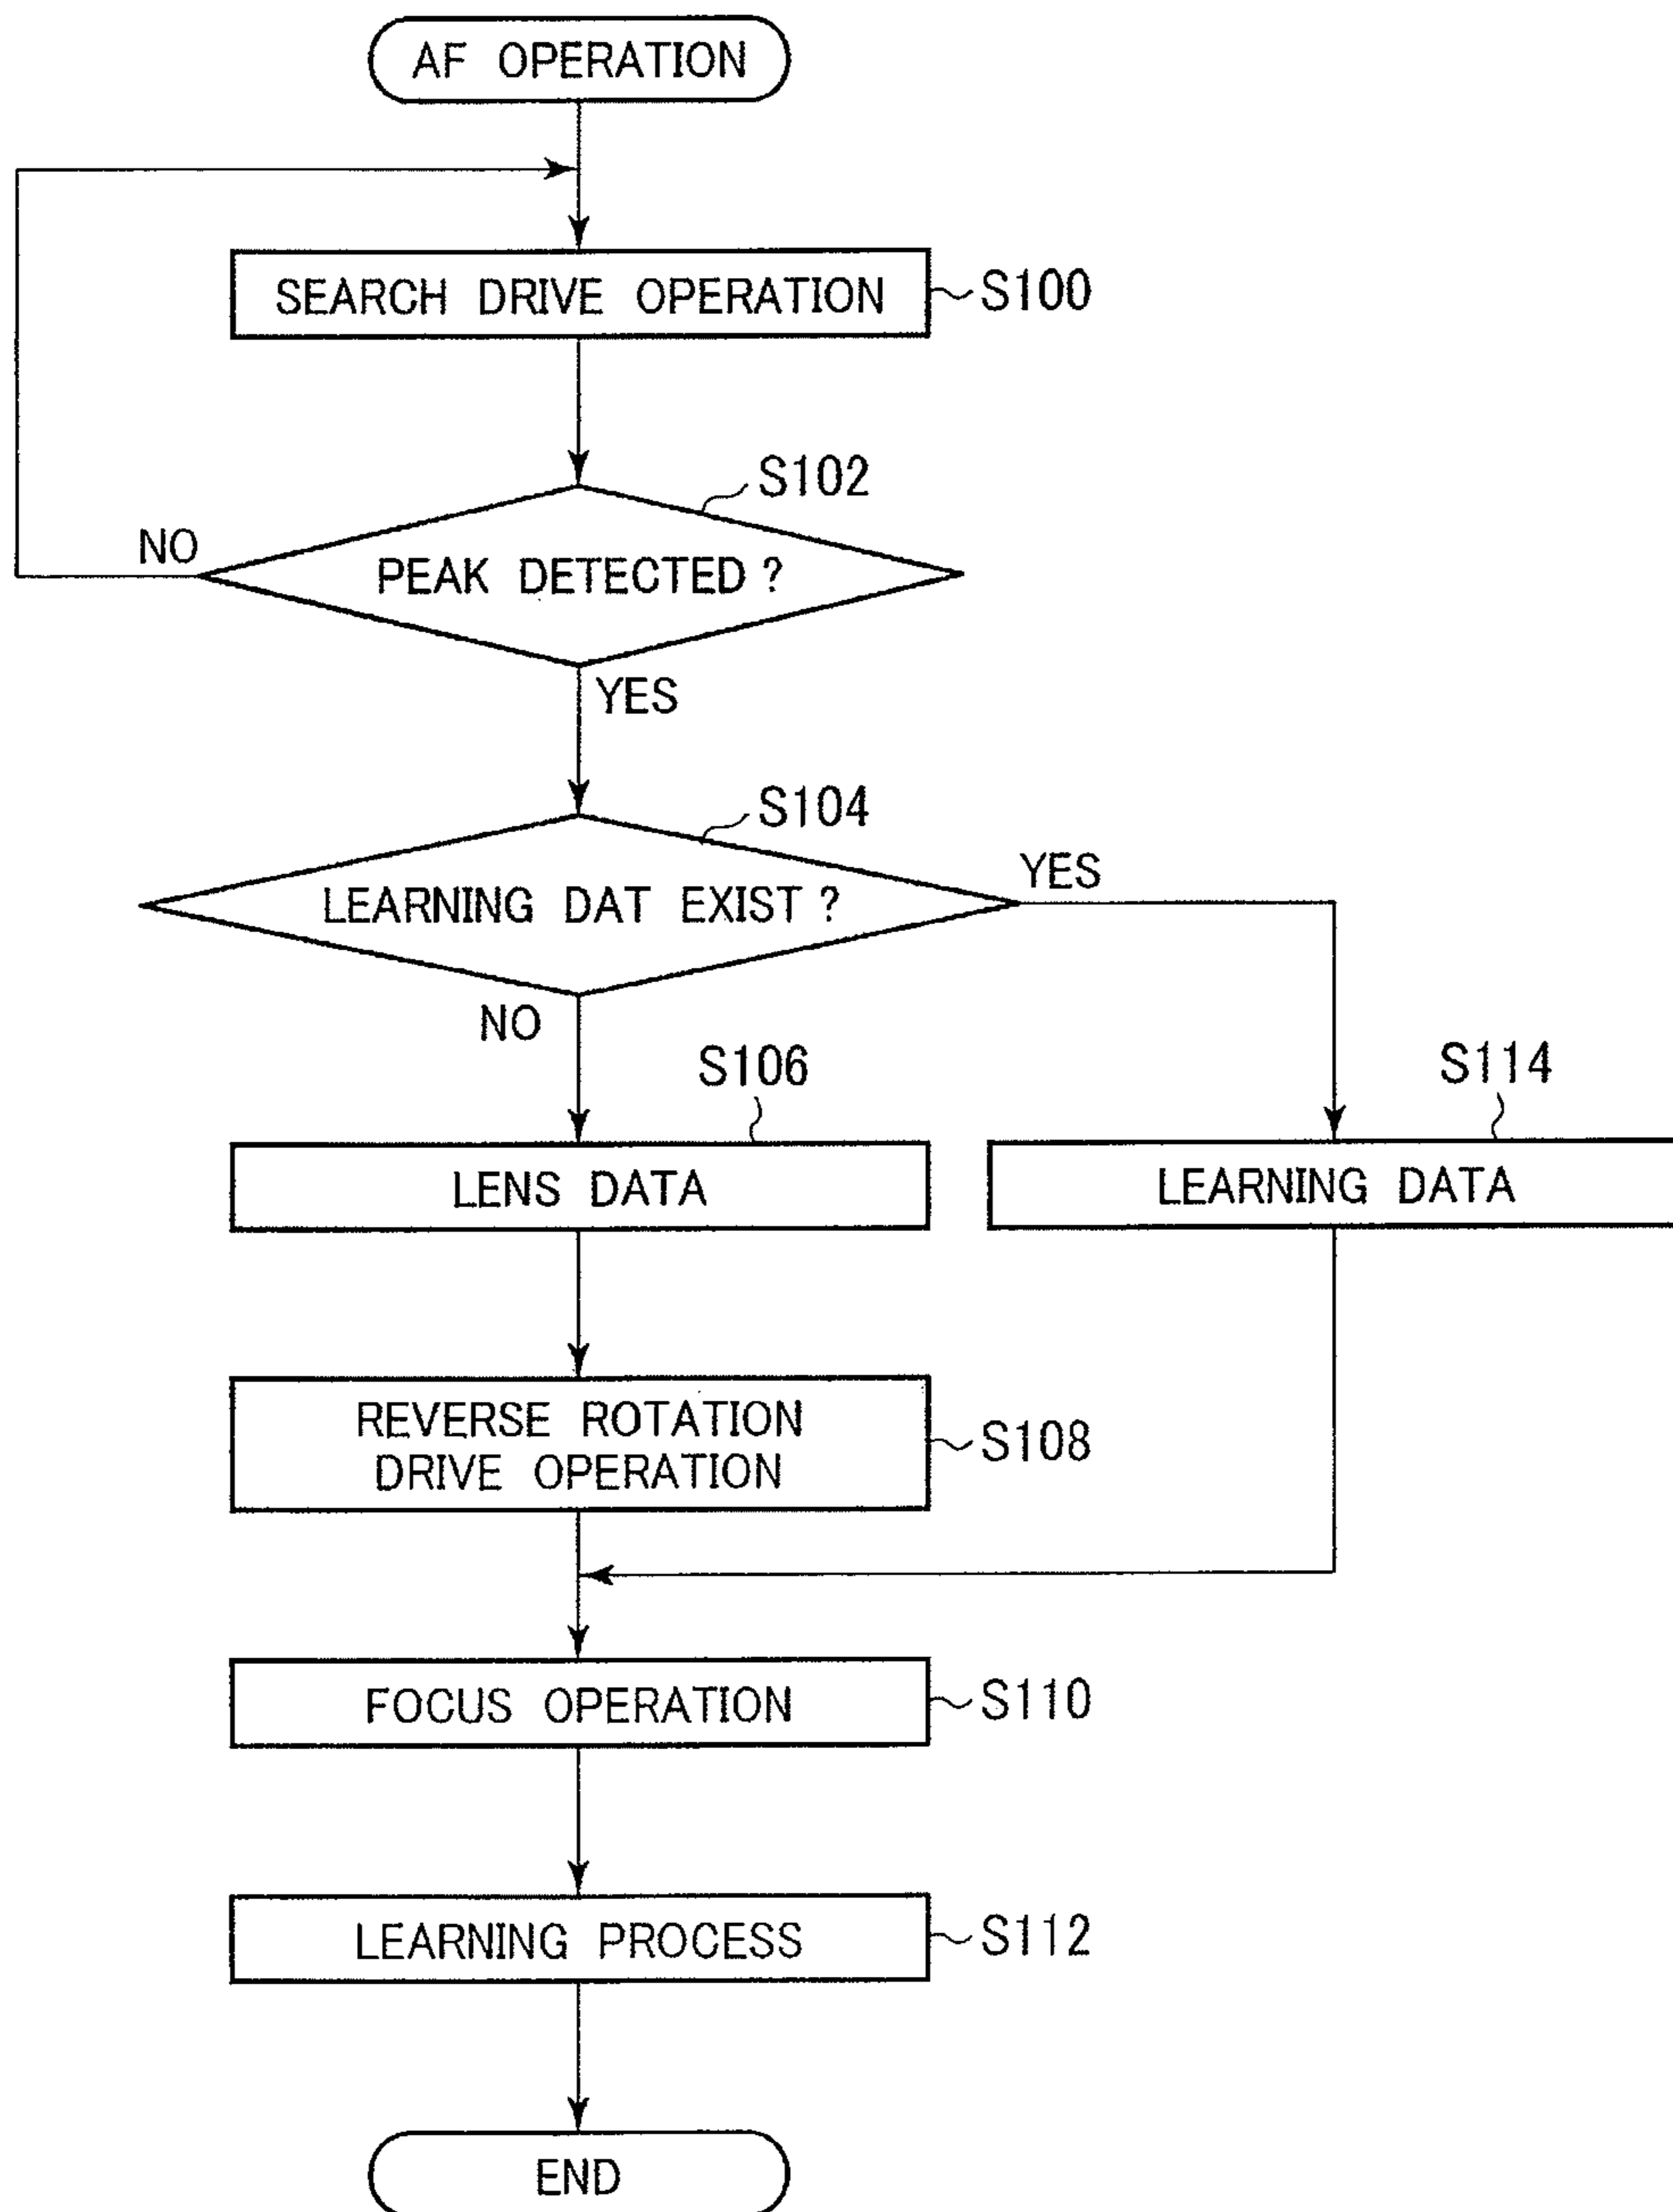 AF OPERATION
SEARCH DRIVE OPERATION
S100
S102
NO
PEAK DETECTED ?
YES
S104
YES
LEARNING DAT EXIST ?
NO
S106
S114
LENS DATA
LEARNING DATA
REVERSE ROTATION
DRIVE OPERATION
S108
FOCUS OPERATION
S110
LEARNING PROCESS
S112
END